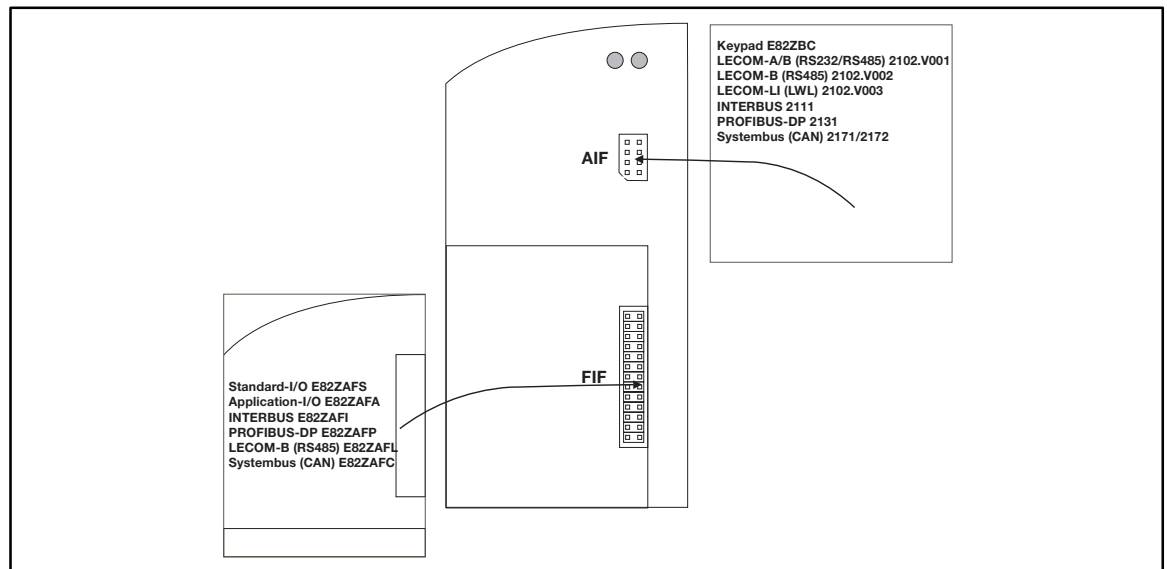 Keypad E82ZBC
LECOM-A/B (RS232/RS485) 2102.V001
LECOM-B (RS485) 2102.V002
LECOM-LI (LWL) 2102.V003
INTERBUS 2111
PROFIBUS-DP 2131
Systembus (CAN) 2171/2172
AIF
FIF
Standard-I/O E82ZAFS
Application-I/O E82ZAFA
INTERBUS E82ZAFI
PROFIBUS-DP E82ZAFP
LECOM-B (RS485) E82ZAFL
Systembus (CAN) E82ZAFC